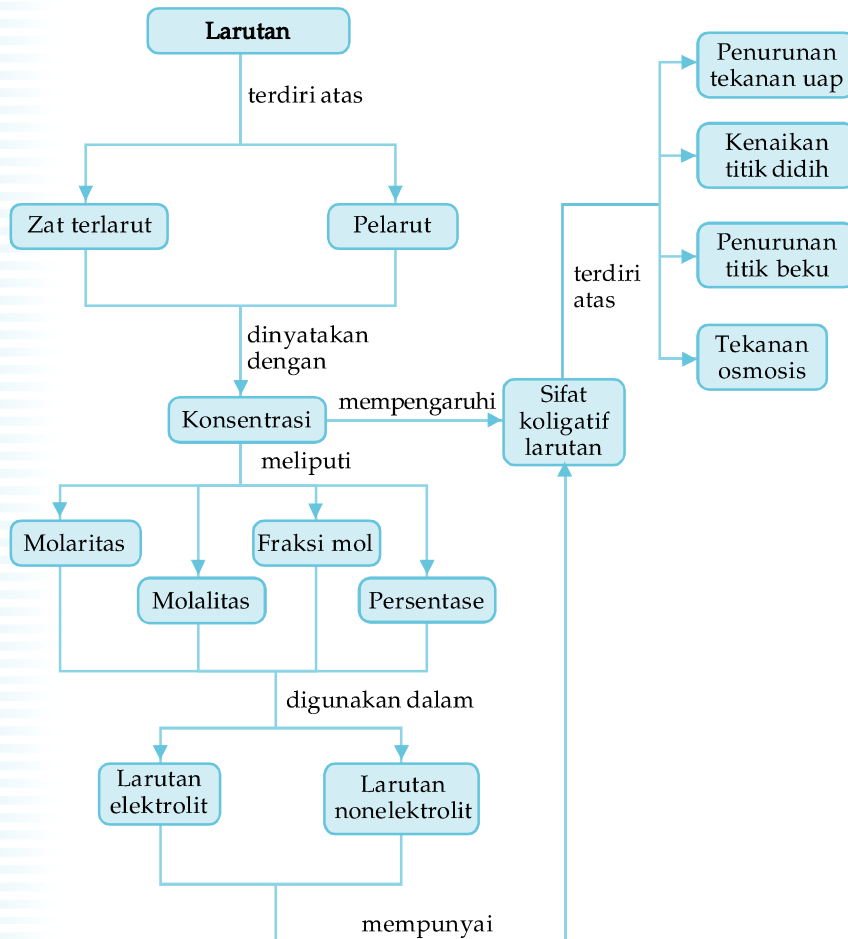 Larutan
terdiri atas
Zat terlarut
Pelarut
dinyatakan
dengan
Konsentrasi
mempengaruhi
Sifat
koligatif
larutan
terdiri
atas
Penurunan
tekanan uap
Kenaikan
titik didih
Penurunan
titik beku
Tekanan
osmosis
meliputi
Molaritas
Fraksi mol
Molalitas
Persentase
digunakan dalam
Larutan
elektrolit
Larutan
nonelektrolit
mempunyai